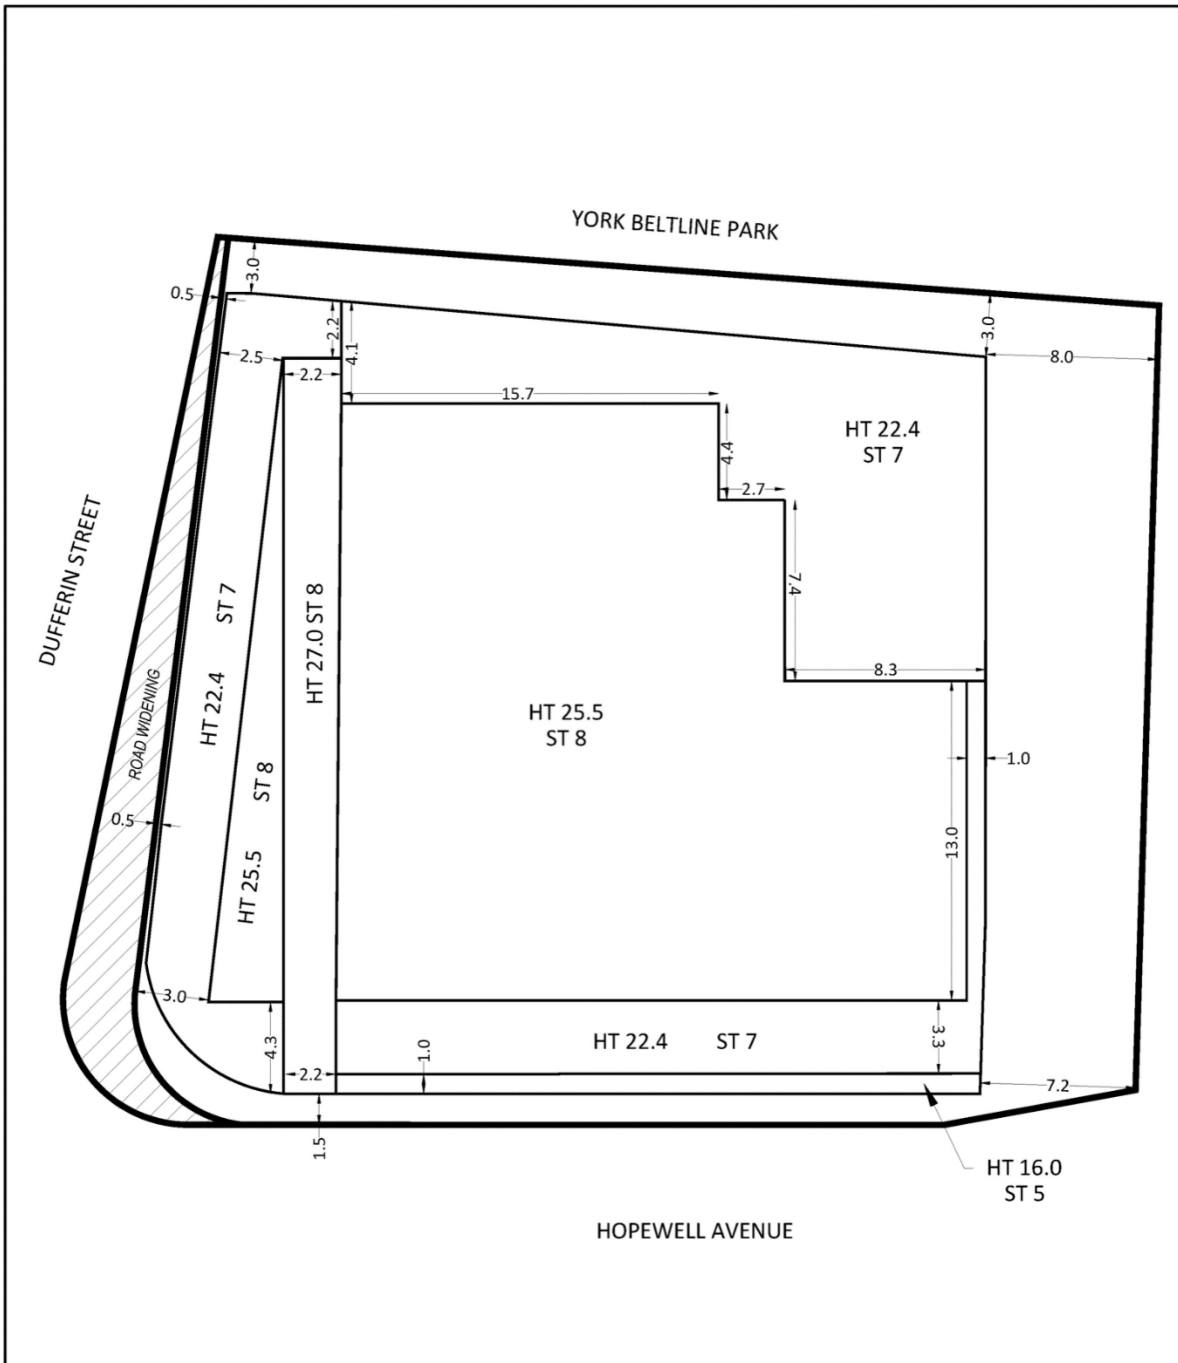 YORK BELTLINE PARK
3.0
0.5
2.2
4.1
3.0
8.0
2.5
2.2
15.7
HT 22.4
ST 7
4.4
2.7
DUFFERIN STREET
7.4
ST 7
HT 22.4
HT 27.0 ST 8
8.3
ROAD WIDENING
HT 25.5
ST 8
1.0
ST 8
HT 25.5
0.5
13.0
3.0
4.3
1.0
HT 22.4 ST 7
3.3
2.2
7.2
1.5
HT 16.0
ST 5
HOPEWELL AVENUE